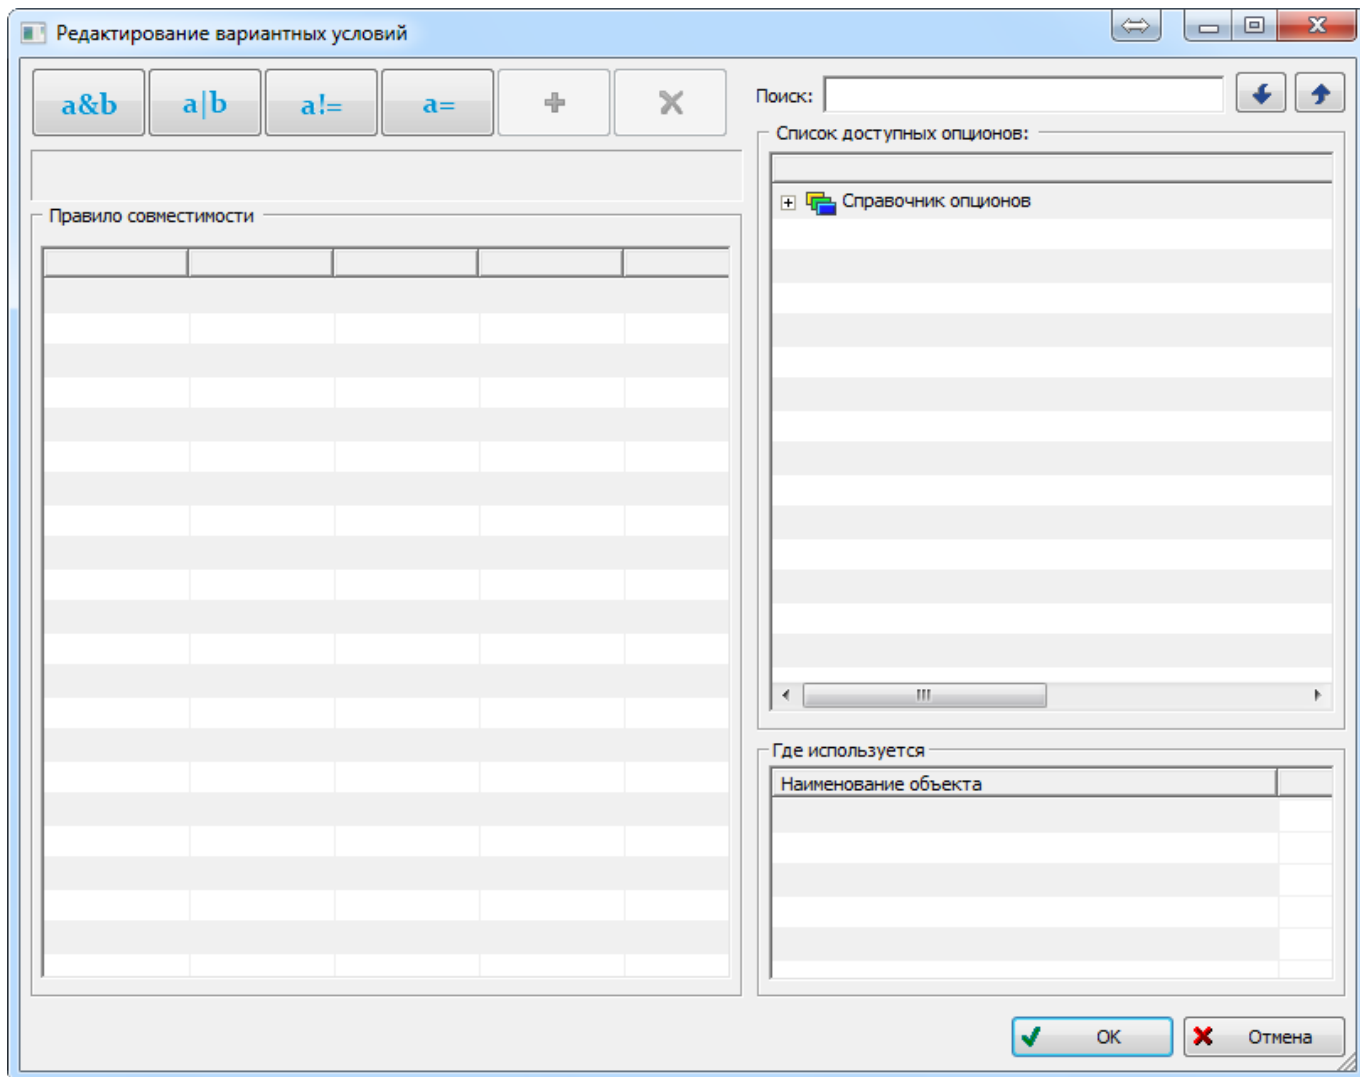 Редактирование вариантных условий
a&b a|b a!= a=
Поиск:
Список доступных опционов:
Справочник опционов
Правило совместимости
Где используется
Наименование объекта
OK Отмена